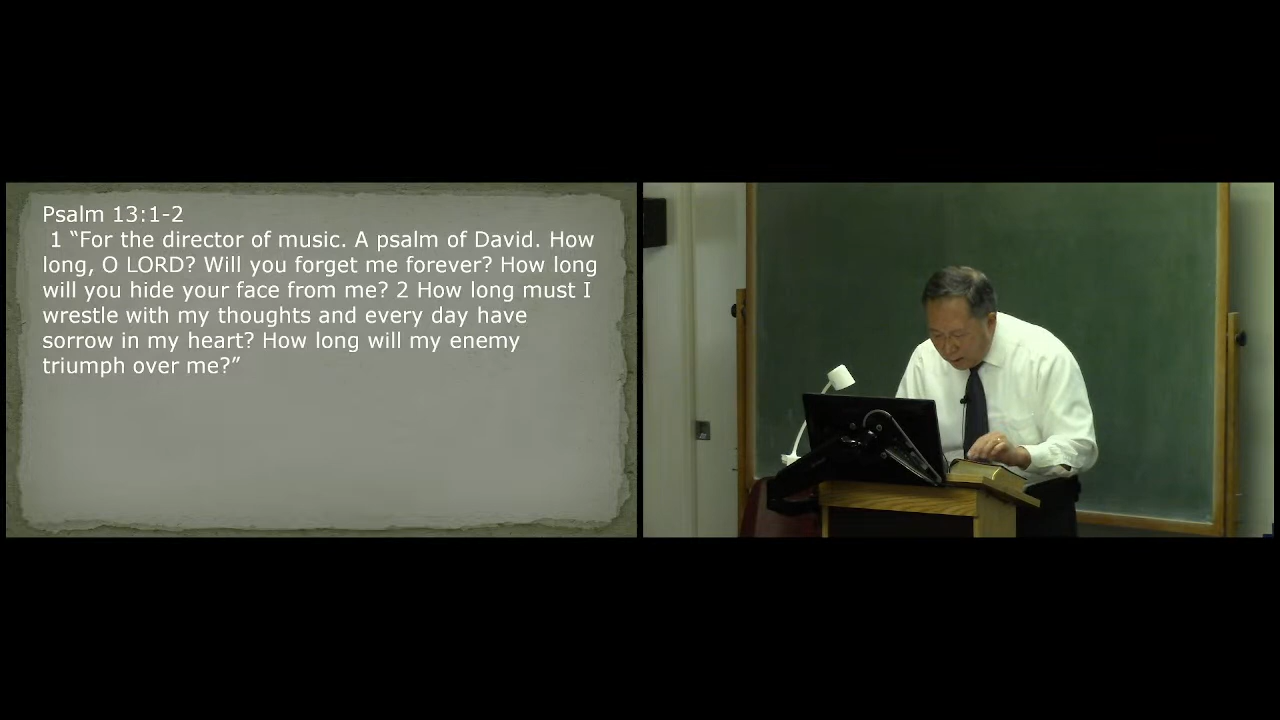 Psalm 13:1-2
1 “For the director of music. A psalm of David. How
long, O LORD? Will you forget me forever? How long
will you hide your face from me? 2 How long must I
wrestle with my thoughts and every day have
sorrow in my heart? How long will my enemy
triumph over me?”